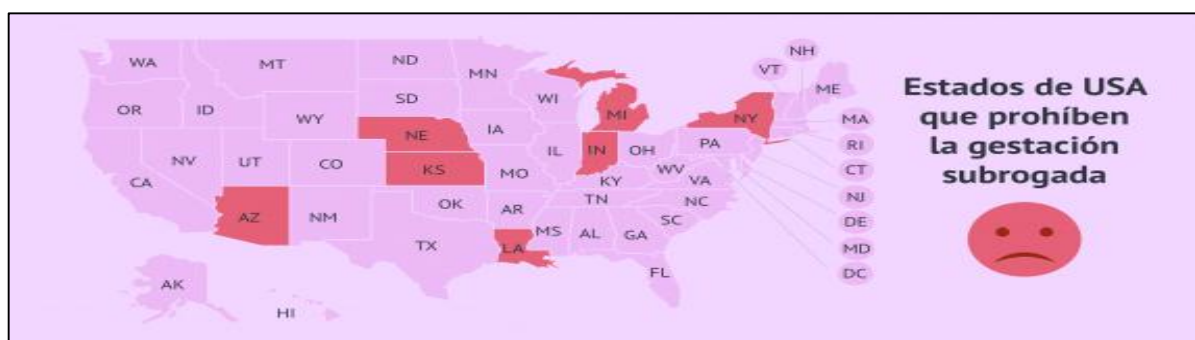 WA
MT
ND
MN
OR
ID
SD
WI
MI
NY
VT
NH
ME
WY
IA
NE
NV
UT
CO
IL
IN
OH
PA
MA
RI
CT
NJ
DE
MD
DC
CA
KS
MO
KY
WV
VA
AZ
NM
OK
AR
TN
NC
SC
TX
LA
MS
AL
GA
FL
AK
HI
Estados de USA
que prohíben
la gestación
subrogada